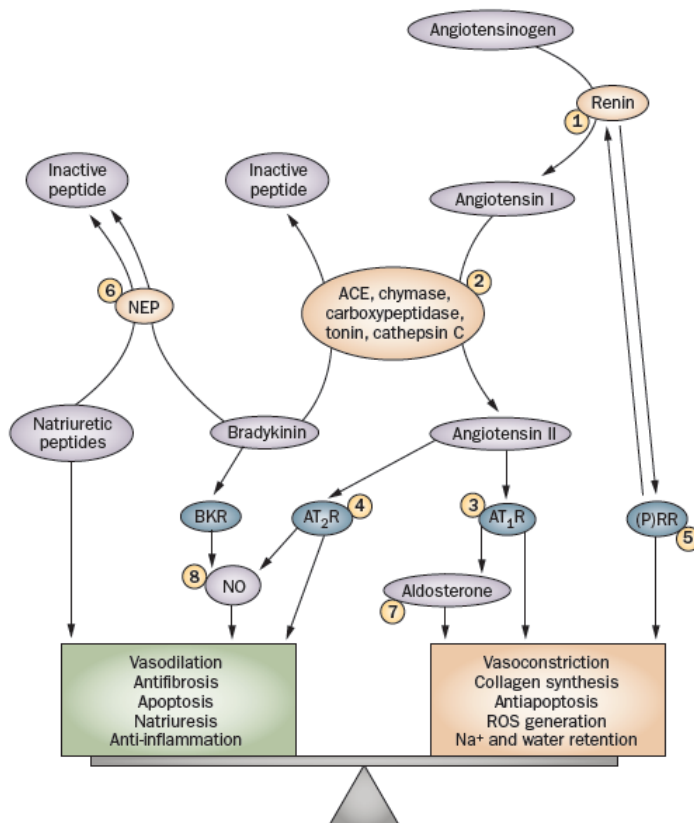 Angiotensinogen
Renin
1
Inactive
peptide
Inactive
peptide
Angiotensin I
2
6
NEP
ACE, chymase,
carboxypeptidase,
tonin, cathepsin C
Natriuretic
peptides
Bradykinin
Angiotensin II
BKR
AT₂R
4
3
AT₁R
(P)RR
5
8
NO
Aldosterone
7
Vasodilation
Antifibrosis
Apoptosis
Natriuresis
Anti-inflammation
Vasoconstriction
Collagen synthesis
Antiapoptosis
ROS generation
Na⁺ and water retention